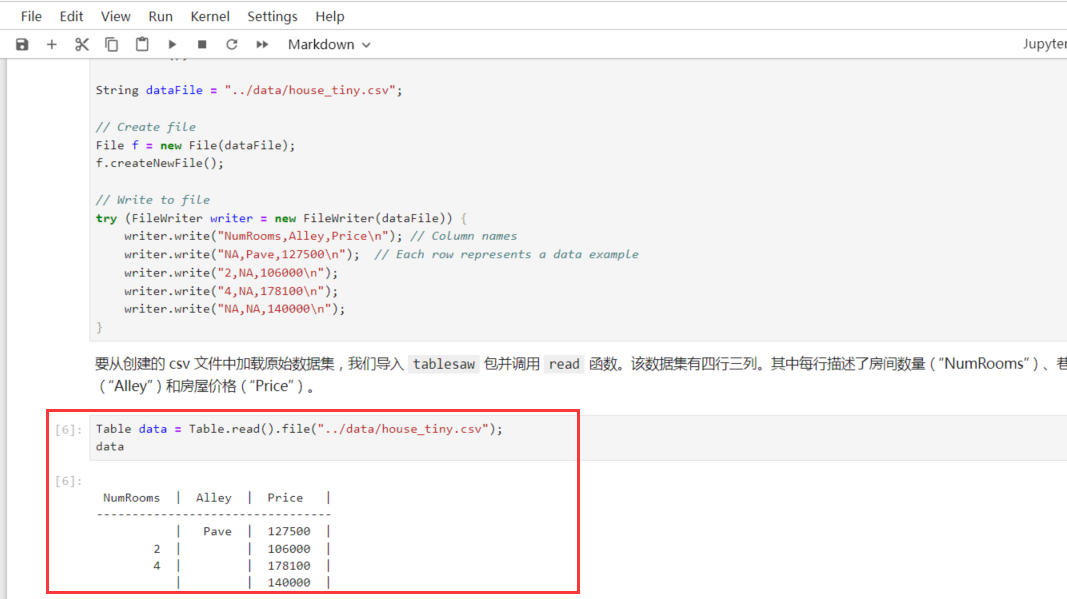 File Edit View Run Kernel Settings Help
Markdown
String dataFile = "../data/house_tiny.csv";
// Create file
File f = new File(dataFile);
f.createNewFile();
// Write to file
try (FileWriter writer = new FileWriter(dataFile)) {
writer.write("NumRooms,Alley,Price\n"); // Column names
writer.write("NA,Pave,127500\n");  // Each row represents a data example
writer.write("2,NA,106000\n");
writer.write("4,NA,178100\n");
writer.write("NA,NA,140000\n");
}
要从创建的 csv 文件中加载原始数据集，我们导入 tablesaw 包并调用 read 函数。该数据集有四行三列。其中每行描述了房间数量（“NumRooms”）、巷
（“Alley”）和房屋价格（“Price”）。
[6]: Table data = Table.read().file("../data/house_tiny.csv");
data
[6]:
NumRooms | Alley | Price |
---------------------------------
| Pave | 127500 |
2 | | 106000 |
4 | | 178100 |
| | 140000 |